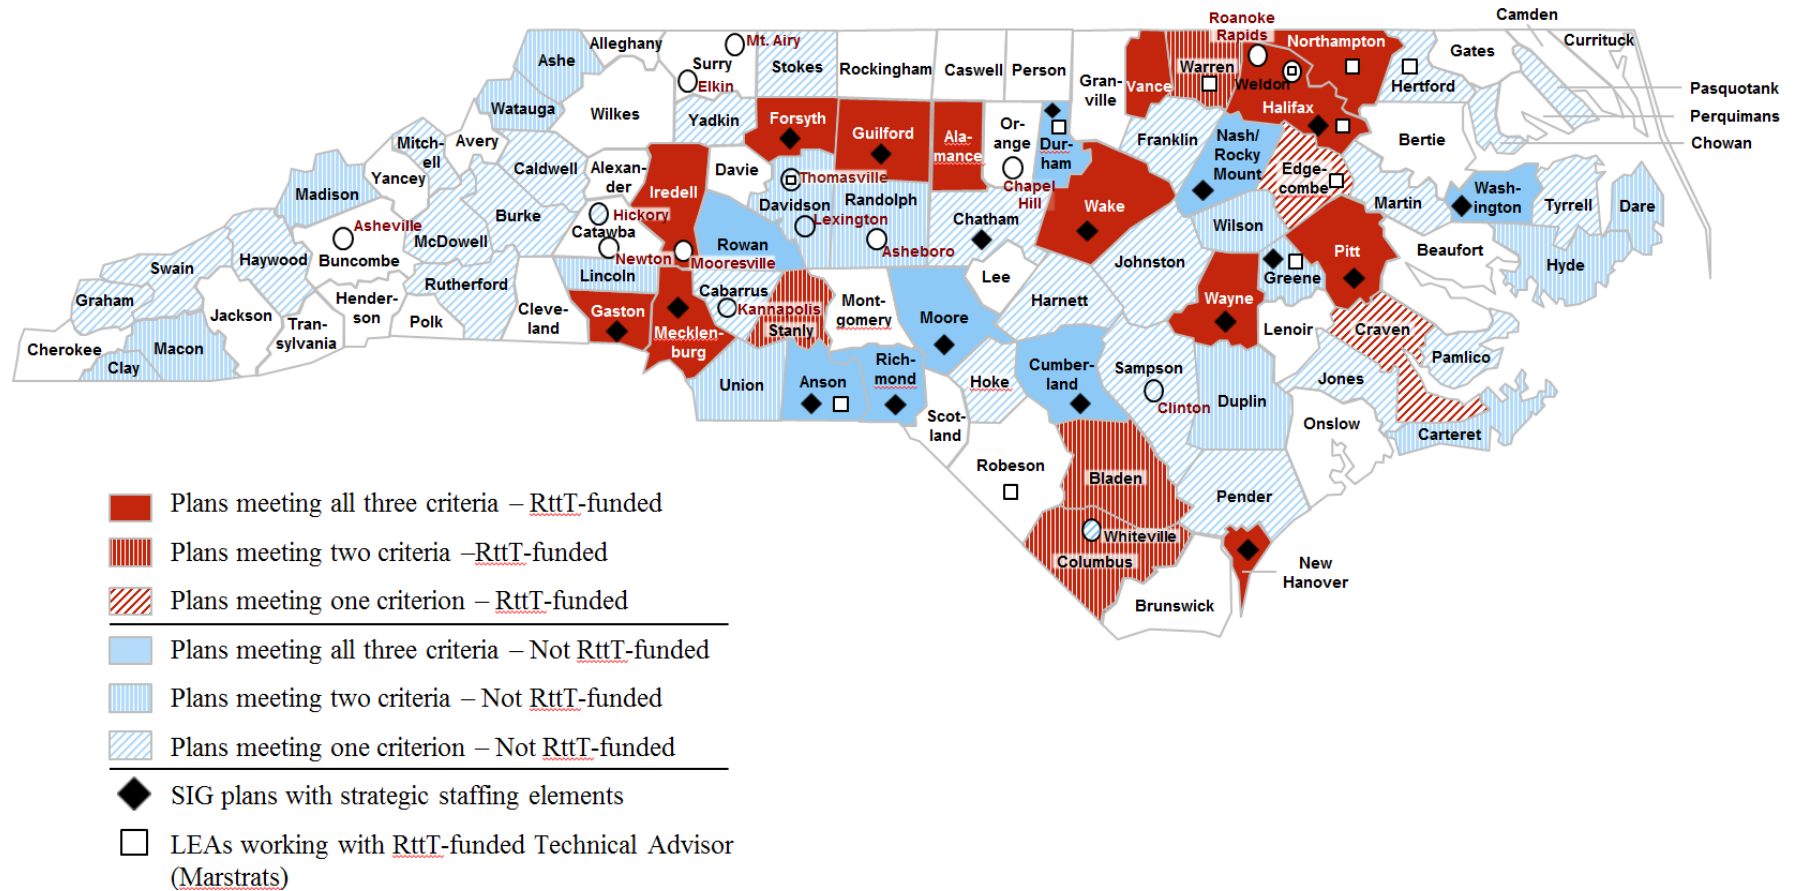 Camden
Roanoke
Rapids
Northampton
Currituck
Gates
Alleghany
Mt. Airy
Ashe
Surry
Stokes
Rockingham
Caswell
Person
Gran-
ville
Vance
Warren
Weldon
Hertford
Pasquotank
Elkin
Watauga
Wilkes
Yadkin
Forsyth
Guilford
Ala-
mance
Or-
ange
Dur-
ham
Franklin
Nash/
Rocky
Mount
Halifax
Bertie
Perquimans
Chowan
Mitch-
ell
Avery
Caldwell
Alexan-
der
Iredell
Davie
Thomasville
Chapel
Hill
Edge-
combe
Madison
Yancey
Burke
Hickory
Catawba
Davidson
Lexington
Randolph
Asheboro
Chatham
Wake
Wilson
Martin
Wash-
ington
Tyrrell
Dare
Asheville
Buncombe
McDowell
Newton
Mooresville
Rowan
Johnston
Greene
Pitt
Beaufort
Hyde
Swain
Haywood
Rutherford
Lincoln
Cabarrus
Kannapolis
Lee
Harnett
Wayne
Graham
Jackson
Hender-
son
Polk
Cleve-
land
Gaston
Mecklen-
burg
Stanly
Mont-
gomery
Moore
Lenoir
Craven
Pamlico
Cherokee
Clay
Macon
Tran-
sylvania
Union
Anson
Rich-
mond
Hoke
Cumber-
land
Sampson
Clinton
Duplin
Jones
Onslow
Carteret
Scot-
land
Robeson
Bladen
Pender
Whiteville
Columbus
New
Hanover
Brunswick
Plans meeting all three criteria – RttT-funded
Plans meeting two criteria –RttT-funded
Plans meeting one criterion – RttT-funded
Plans meeting all three criteria – Not RttT-funded
Plans meeting two criteria – Not RttT-funded
Plans meeting one criterion – Not RttT-funded
SIG plans with strategic staffing elements
LEAs working with RttT-funded Technical Advisor
(Marstrats)